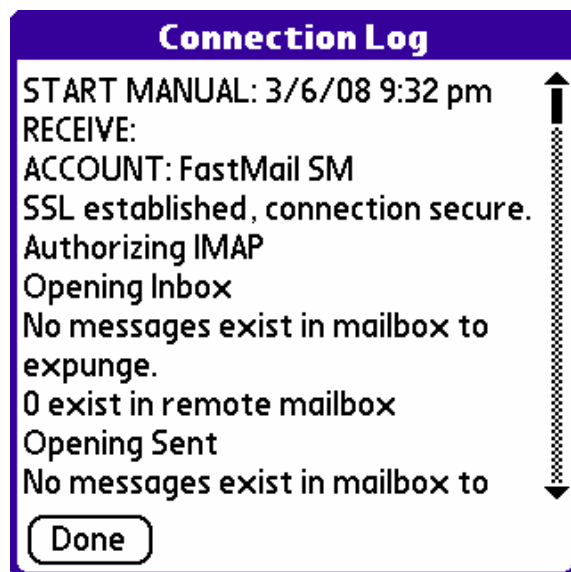 Connection Log
START MANUAL: 3/6/08 9:32 pm
RECEIVE:
ACCOUNT: FastMail SM
SSL established, connection secure.
Authorizing IMAP
Opening Inbox
No messages exist in mailbox to
expunge.
0 exist in remote mailbox
Opening Sent
No messages exist in mailbox to
Done